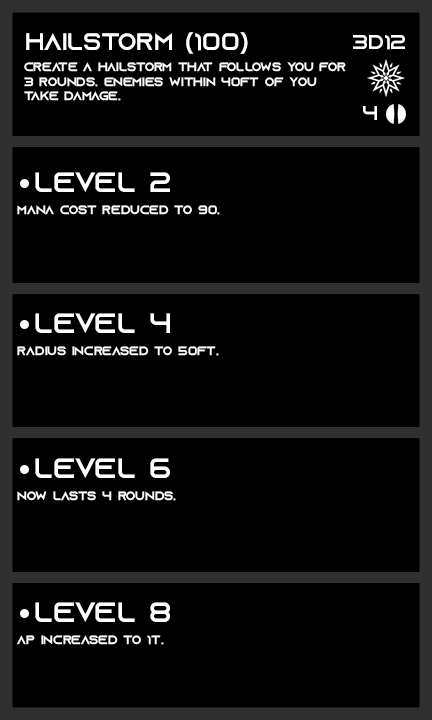 HAILSTORM (100) 3D12
CREATE A HAILSTORM THAT FOLLOWS YOU FOR
3 ROUNDS. ENEMIES WITHIN 40FT OF YOU
TAKE DAMAGE.
4
•LEVEL 2
MANA COST REDUCED TO 90.
•LEVEL 4
RADIUS INCREASED TO 50FT.
•LEVEL 6
NOW LASTS 4 ROUNDS.
•LEVEL 8
AP INCREASED TO 1T.